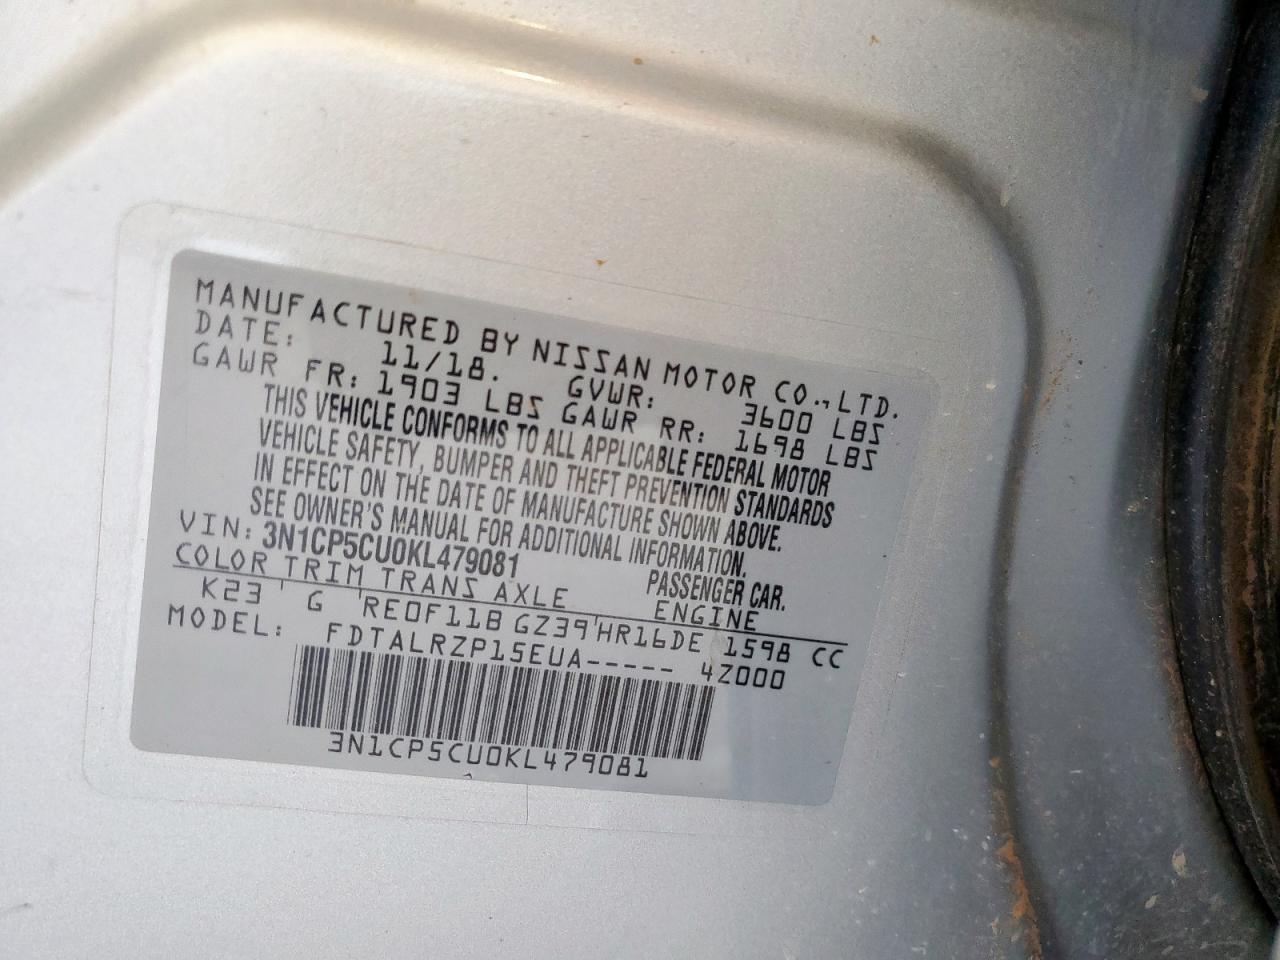 MANUFACTURED BY NISSAN MOTOR CO.,LTD.
DATE: 11/18. GVWR: 3600 LBS
GAWR FR: 1903 LBS GAWR RR: 1698 LBS
THIS VEHICLE CONFORMS TO ALL APPLICABLE FEDERAL MOTOR
VEHICLE SAFETY, BUMPER AND THEFT PREVENTION STANDARDS
IN EFFECT ON THE DATE OF MANUFACTURE SHOWN ABOVE.
SEE OWNER'S MANUAL FOR ADDITIONAL INFORMATION.
VIN: 3N1CP5CU0KL479081 PASSENGER CAR.
COLOR TRIM TRANS AXLE ENGINE
K23 G RE0F11B GZ39 HR16DE 1598 CC
MODEL: FDTALRZP15EUA----- 4Z000
3N1CP5CU0KL479081